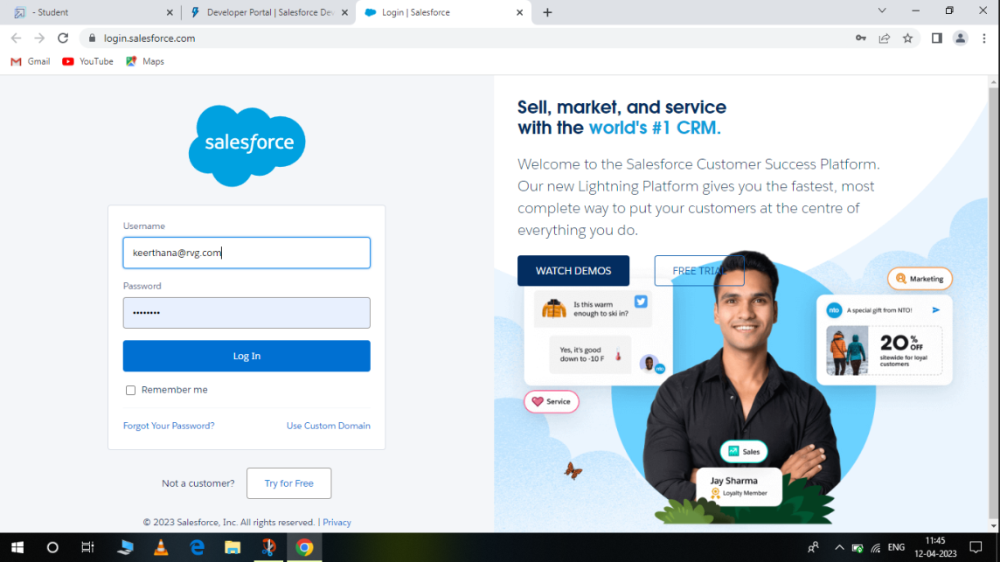 - Student
Developer Portal | Salesforce De
Login | Salesforce
login.salesforce.com
Gmail
YouTube
Maps
salesforce
Username
keerthana@rvg.com
Password
••••••••
Log In
Remember me
Forgot Your Password?
Use Custom Domain
Not a customer?
Try for Free
© 2023 Salesforce, Inc. All rights reserved. | Privacy
Sell, market, and service
with the world's #1 CRM.
Welcome to the Salesforce Customer Success Platform.
Our new Lightning Platform gives you the fastest, most
complete way to put your customers at the centre of
everything you do.
WATCH DEMOS
FREE TRIAL
Marketing
Is this warm
enough to ski in?
Yes, it's good
down to -10 F
nto
nto
A special gift from NTO!
20% OFF
sitewide for loyal
customers
Service
Sales
Jay Sharma
Loyalty Member
ENG
11:45
12-04-2023